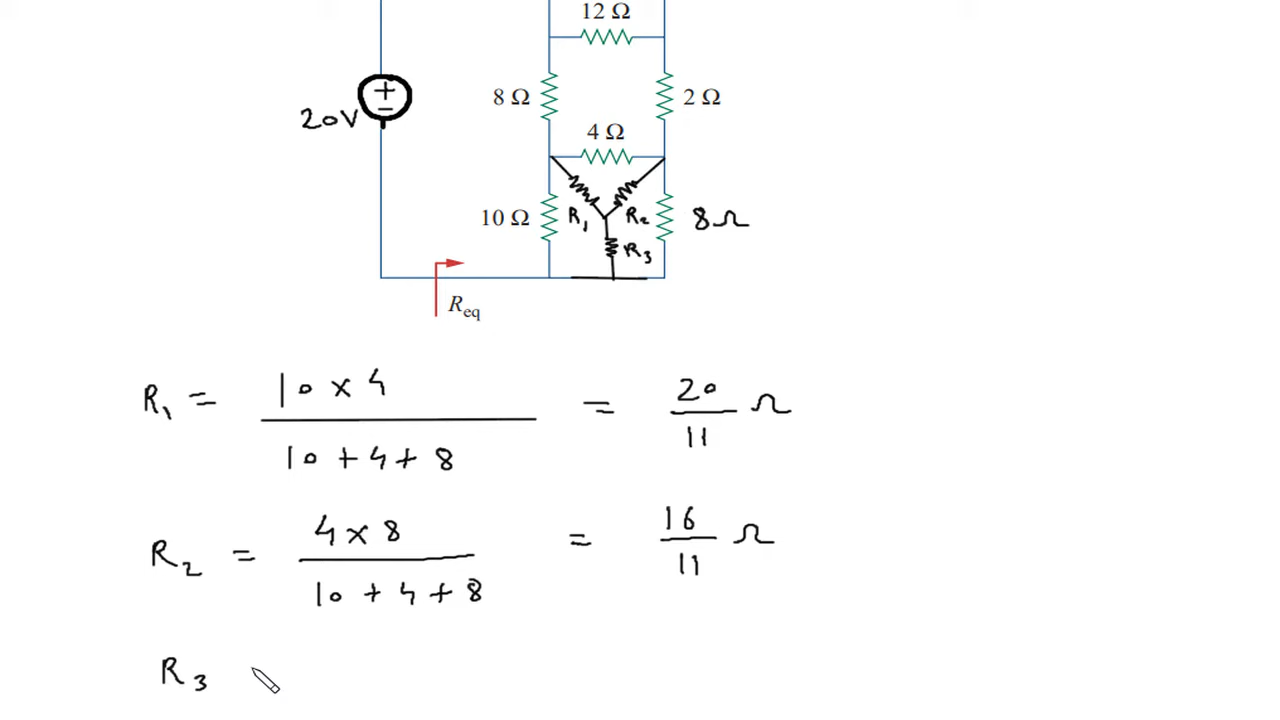 12 Ω
8 Ω
2 Ω
20V
+
−
4 Ω
10 Ω
R₁
R₂
8Ω
R₃
Req
R₁ = 10 × 4 / 10 + 4 + 8 = 20 / 11 Ω
R₂ = 4 × 8 / 10 + 4 + 8 = 16 / 11 Ω
R₃